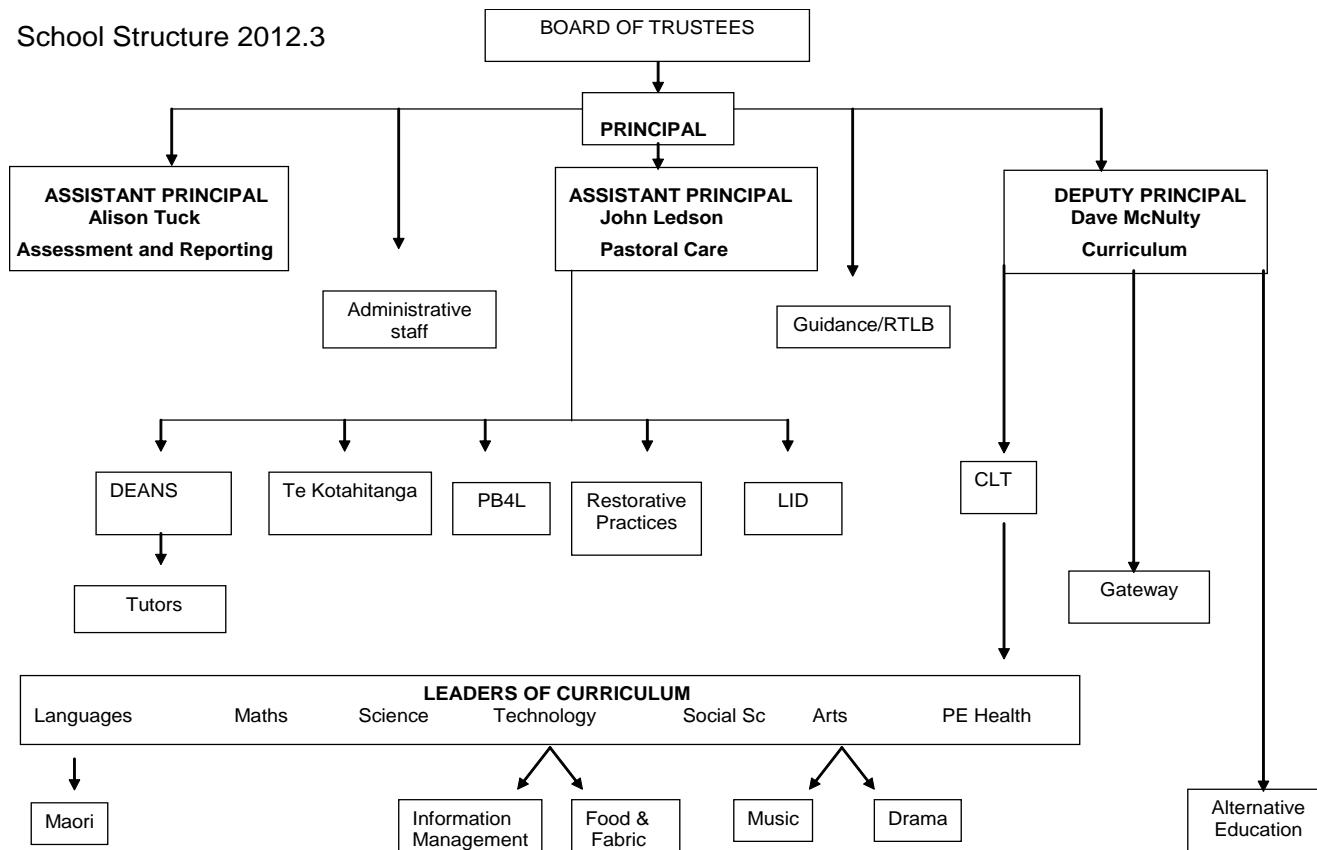 School Structure 2012.3
BOARD OF TRUSTEES
PRINCIPAL
ASSISTANT PRINCIPAL
Alison Tuck
Assessment and Reporting
ASSISTANT PRINCIPAL
John Ledson
Pastoral Care
DEPUTY PRINCIPAL
Dave McNulty
Curriculum
Administrative
staff
Guidance/RTLB
DEANS
Te Kotahitanga
PB4L
Restorative
Practices
LID
CLT
Tutors
Gateway
LEADERS OF CURRICULUM
Languages Maths Science Technology Social Sc Arts PE Health
Maori
Information
Management
Food &
Fabric
Music
Drama
Alternative
Education